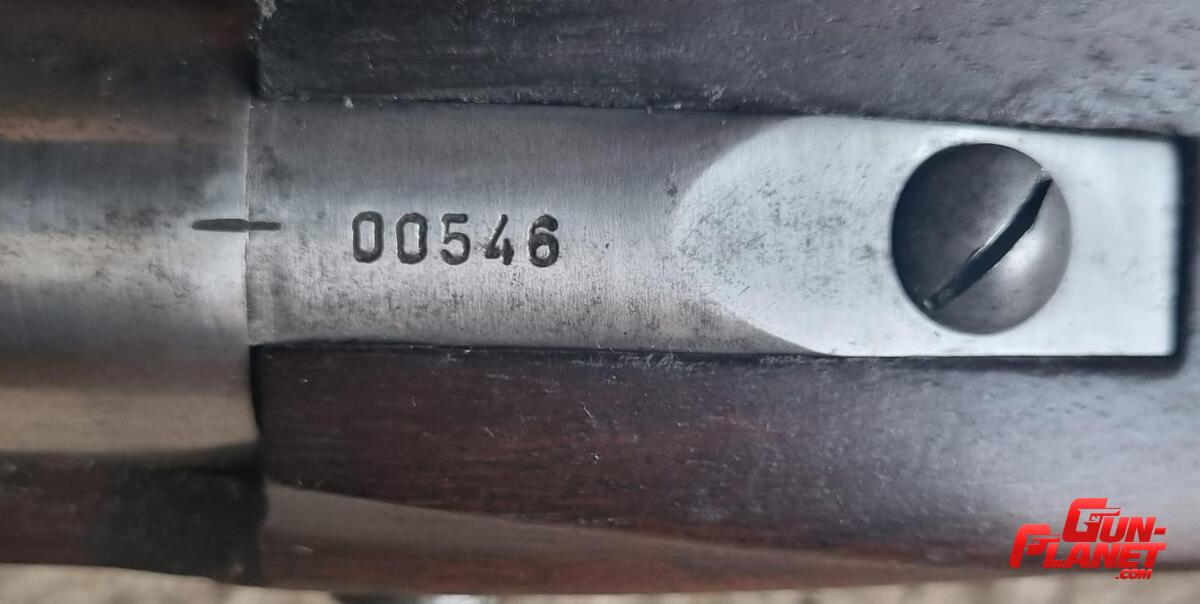 00546
GUN-
PLANET
.COM